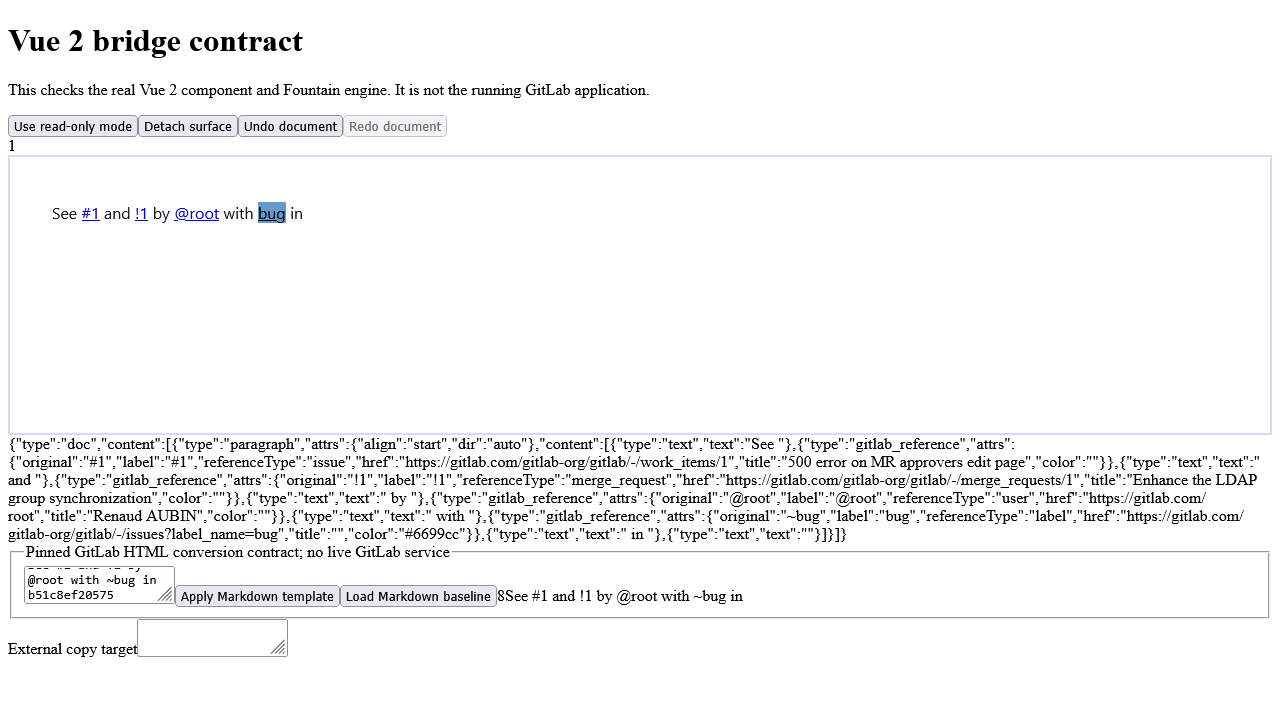 Vue 2 bridge contract
This checks the real Vue 2 component and Fountain engine. It is not the running GitLab application.
Use read-only mode Detach surface Undo document Redo document
1
See #1 and !1 by @root with bug in
{"type":"doc","content":[{"type":"paragraph","attrs":{"align":"start","dir":"auto"},"content":[{"type":"text","text":"See "},{"type":"gitlab_reference","attrs":
{"original":"#1","label":"#1","referenceType":"issue","href":"https://gitlab.com/gitlab-org/gitlab/-/work_items/1","title":"500 error on MR approvers edit page","color":""}},{"type":"text","text":"
and "},{"type":"gitlab_reference","attrs":{"original":"!1","label":"!1","referenceType":"merge_request","href":"https://gitlab.com/gitlab-org/gitlab/-/merge_requests/1","title":"Enhance the LDAP
group synchronization","color":""}},{"type":"text","text":" by "},{"type":"gitlab_reference","attrs":{"original":"@root","label":"@root","referenceType":"user","href":"https://gitlab.com/
root","title":"Renaud AUBIN","color":""}},{"type":"text","text":" with "},{"type":"gitlab_reference","attrs":{"original":"~bug","label":"bug","referenceType":"label","href":"https://gitlab.com/
gitlab-org/gitlab/-/issues?label_name=bug","title":"","color":"#6699cc"}},{"type":"text","text":" in "},{"type":"text","text":""}]}]}
Pinned GitLab HTML conversion contract; no live GitLab service
@root with ~bug in
b51c8ef20575 Apply Markdown template Load Markdown baseline 8See #1 and !1 by @root with ~bug in
External copy target